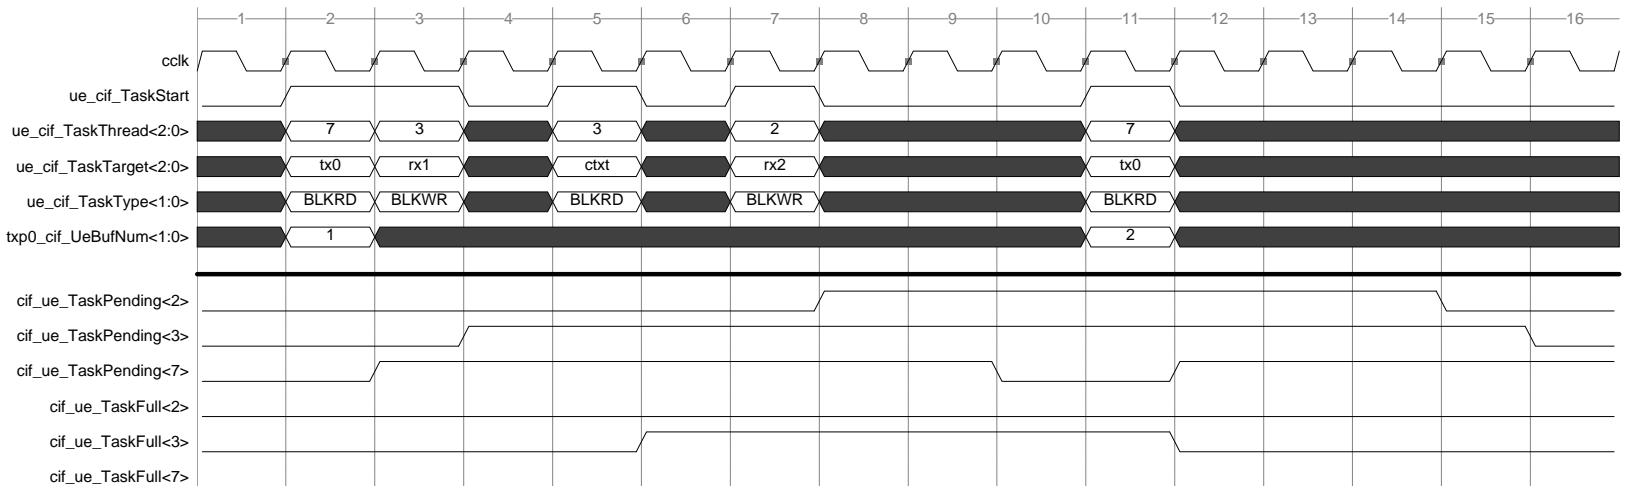 1 2 3 4 5 6 7 8 9 10 11 12 13 14 15 16
cclk
ue_cif_TaskStart
ue_cif_TaskThread<2:0> 7 3 3 2 7
ue_cif_TaskTarget<2:0> tx0 rx1 ctxt rx2 tx0
ue_cif_TaskType<1:0> BLKRD BLKWR BLKRD BLKWR BLKRD
txp0_cif_UeBufNum<1:0> 1 2
cif_ue_TaskPending<2>
cif_ue_TaskPending<3>
cif_ue_TaskPending<7>
cif_ue_TaskFull<2>
cif_ue_TaskFull<3>
cif_ue_TaskFull<7>